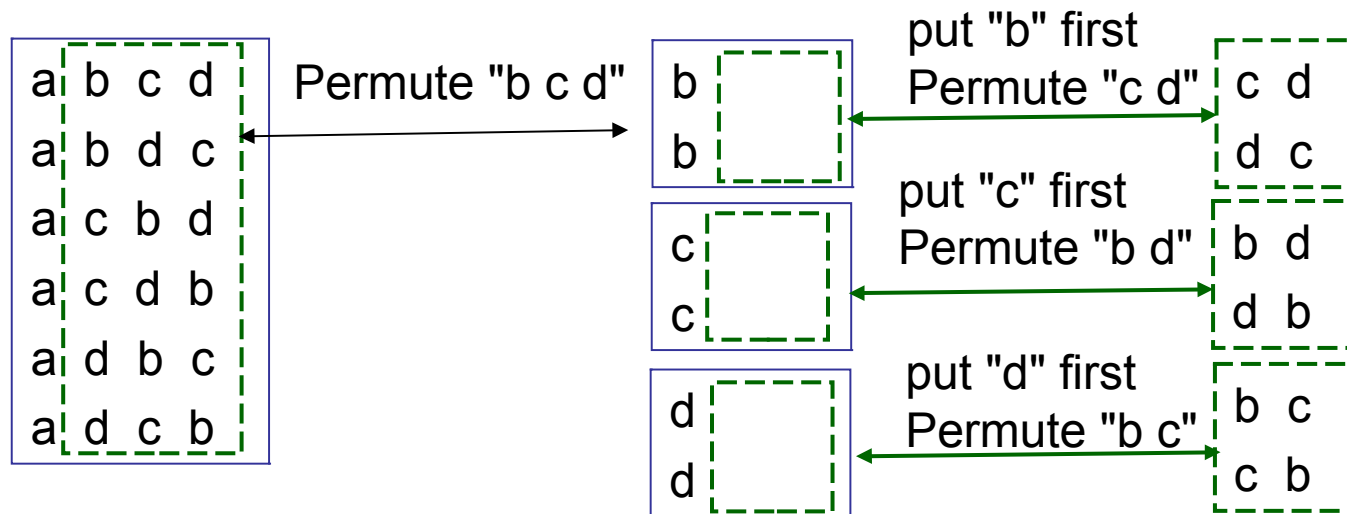 a b c d
a b d c
a c b d
a c d b
a d b c
a d c b
Permute "b c d"
b
b
put "b" first
Permute "c d"
c d
d c
c
c
put "c" first
Permute "b d"
b d
d b
d
d
put "d" first
Permute "b c"
b c
c b